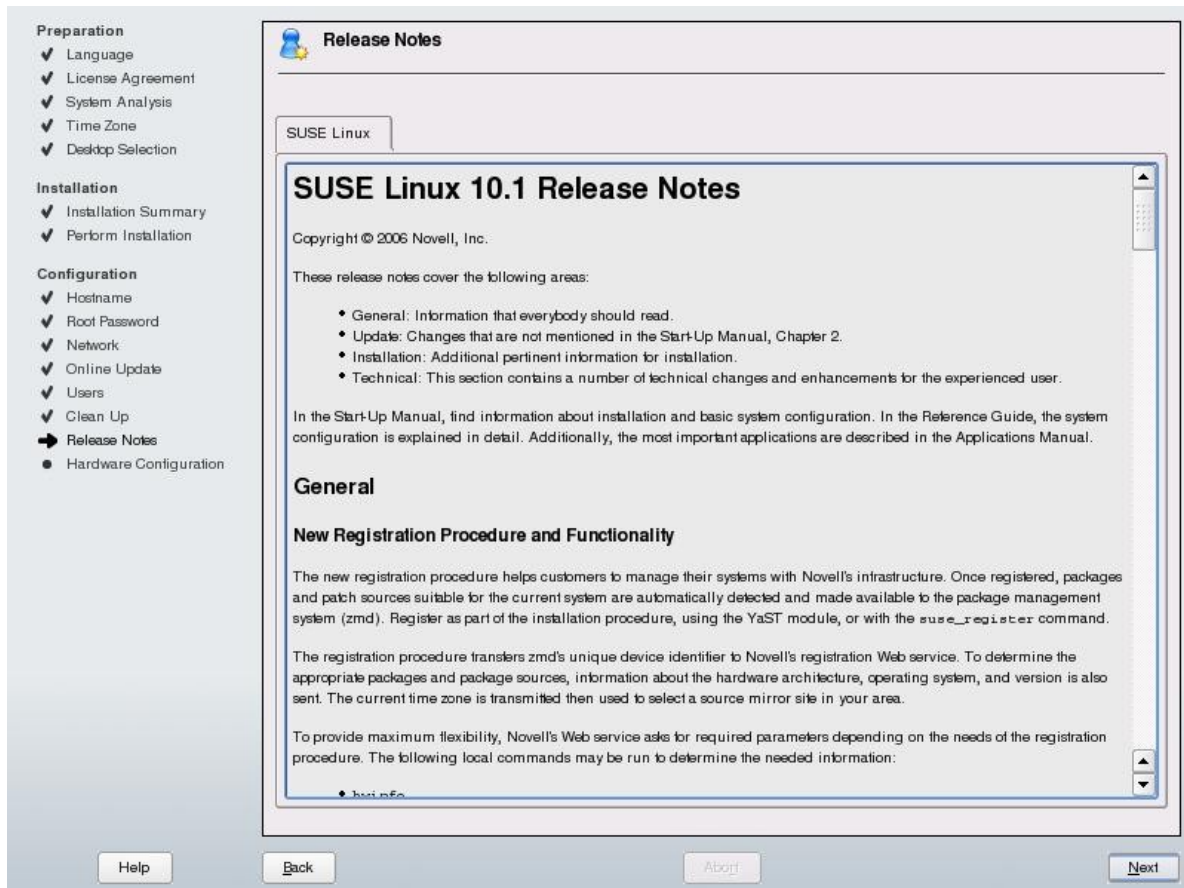 Preparation
Language
License Agreement
System Analysis
Time Zone
Desktop Selection
Installation
Installation Summary
Perform Installation
Configuration
Hostname
Root Password
Network
Online Update
Users
Clean Up
Release Notes
Hardware Configuration
Release Notes
SUSE Linux
SUSE Linux 10.1 Release Notes
Copyright © 2006 Novell, Inc.
These release notes cover the following areas:
• General: Information that everybody should read.
• Update: Changes that are not mentioned in the Start-Up Manual, Chapter 2.
• Installation: Additional pertinent information for installation.
• Technical: This section contains a number of technical changes and enhancements for the experienced user.
In the Start-Up Manual, find information about installation and basic system configuration. In the Reference Guide, the system
configuration is explained in detail. Additionally, the most important applications are described in the Applications Manual.
General
New Registration Procedure and Functionality
The new registration procedure helps customers to manage their systems with Novell's infrastructure. Once registered, packages
and patch sources suitable for the current system are automatically detected and made available to the package management
system (zmd). Register as part of the installation procedure, using the YaST module, or with the suse_register command.
The registration procedure transfers zmd's unique device identifier to Novell's registration Web service. To determine the
appropriate packages and package sources, information about the hardware architecture, operating system, and version is also
sent. The current time zone is transmitted then used to select a source mirror site in your area.
To provide maximum flexibility, Novell's Web service asks for required parameters depending on the needs of the registration
procedure. The following local commands may be run to determine the needed information:
• hwinfo
Help
Back
Abort
Next